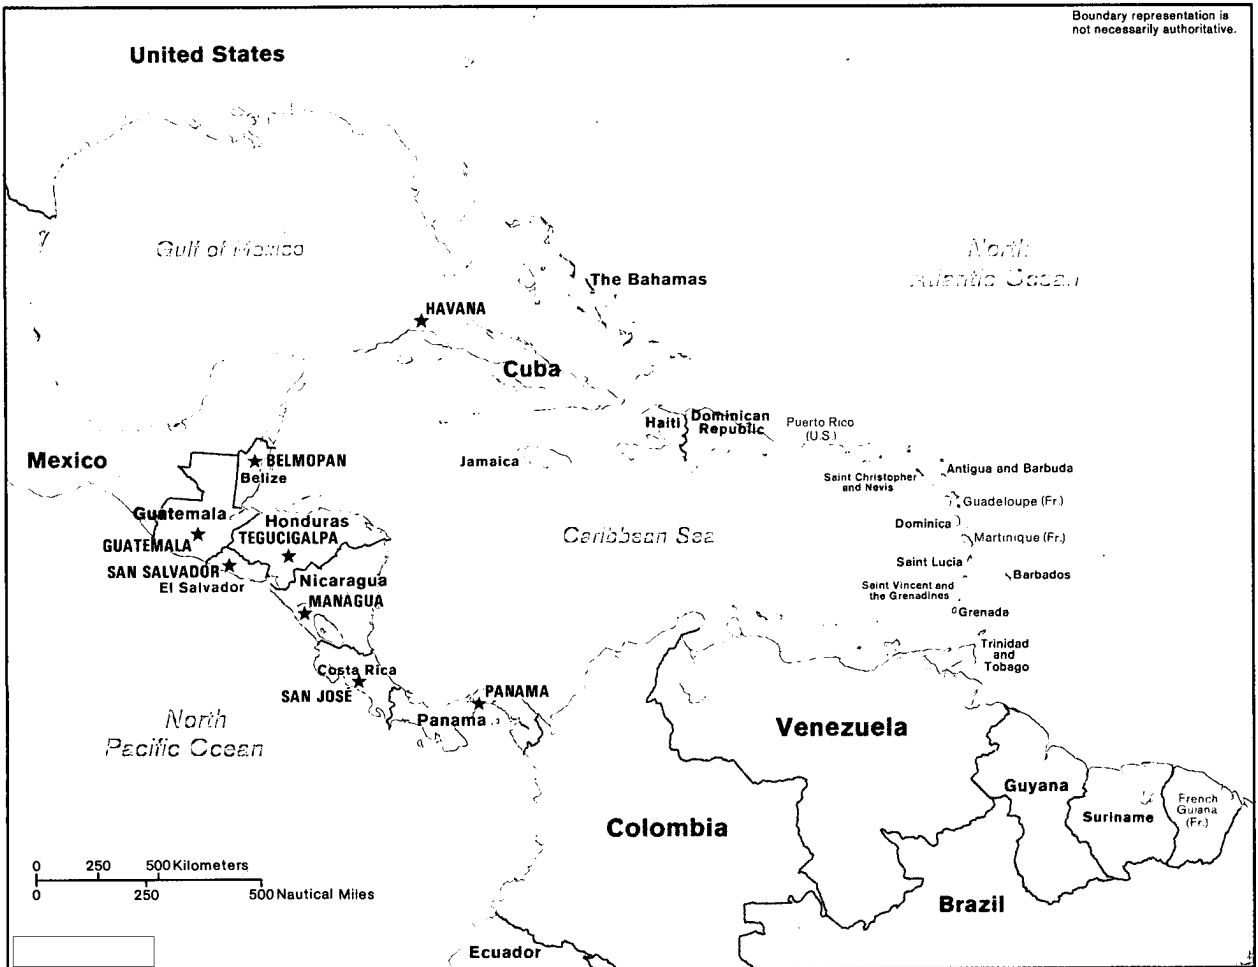 Boundary representation is
not necessarily authoritative.
United States
Gulf of Mexico
North
Atlantic Ocean
The Bahamas
HAVANA
Cuba
Haiti
Dominican
Republic
Puerto Rico
(U.S.)
Mexico
BELMOPAN
Belize
Jamaica
Saint Christopher
and Nevis
Antigua and Barbuda
Guadeloupe (Fr.)
Guatemala
Honduras
TEGUCIGALPA
Caribbean Sea
Dominica
Martinique (Fr.)
GUATEMALA
SAN SALVADOR
El Salvador
Nicaragua
MANAGUA
Saint Lucia
Barbados
Saint Vincent and
the Grenadines
Grenada
Trinidad
and
Tobago
Costa Rica
SAN JOSÉ
PANAMA
Panama
North
Pacific Ocean
Venezuela
Guyana
Suriname
French
Guiana
(Fr.)
Colombia
Brazil
Ecuador
0 250 500 Kilometers
0 250 500 Nautical Miles